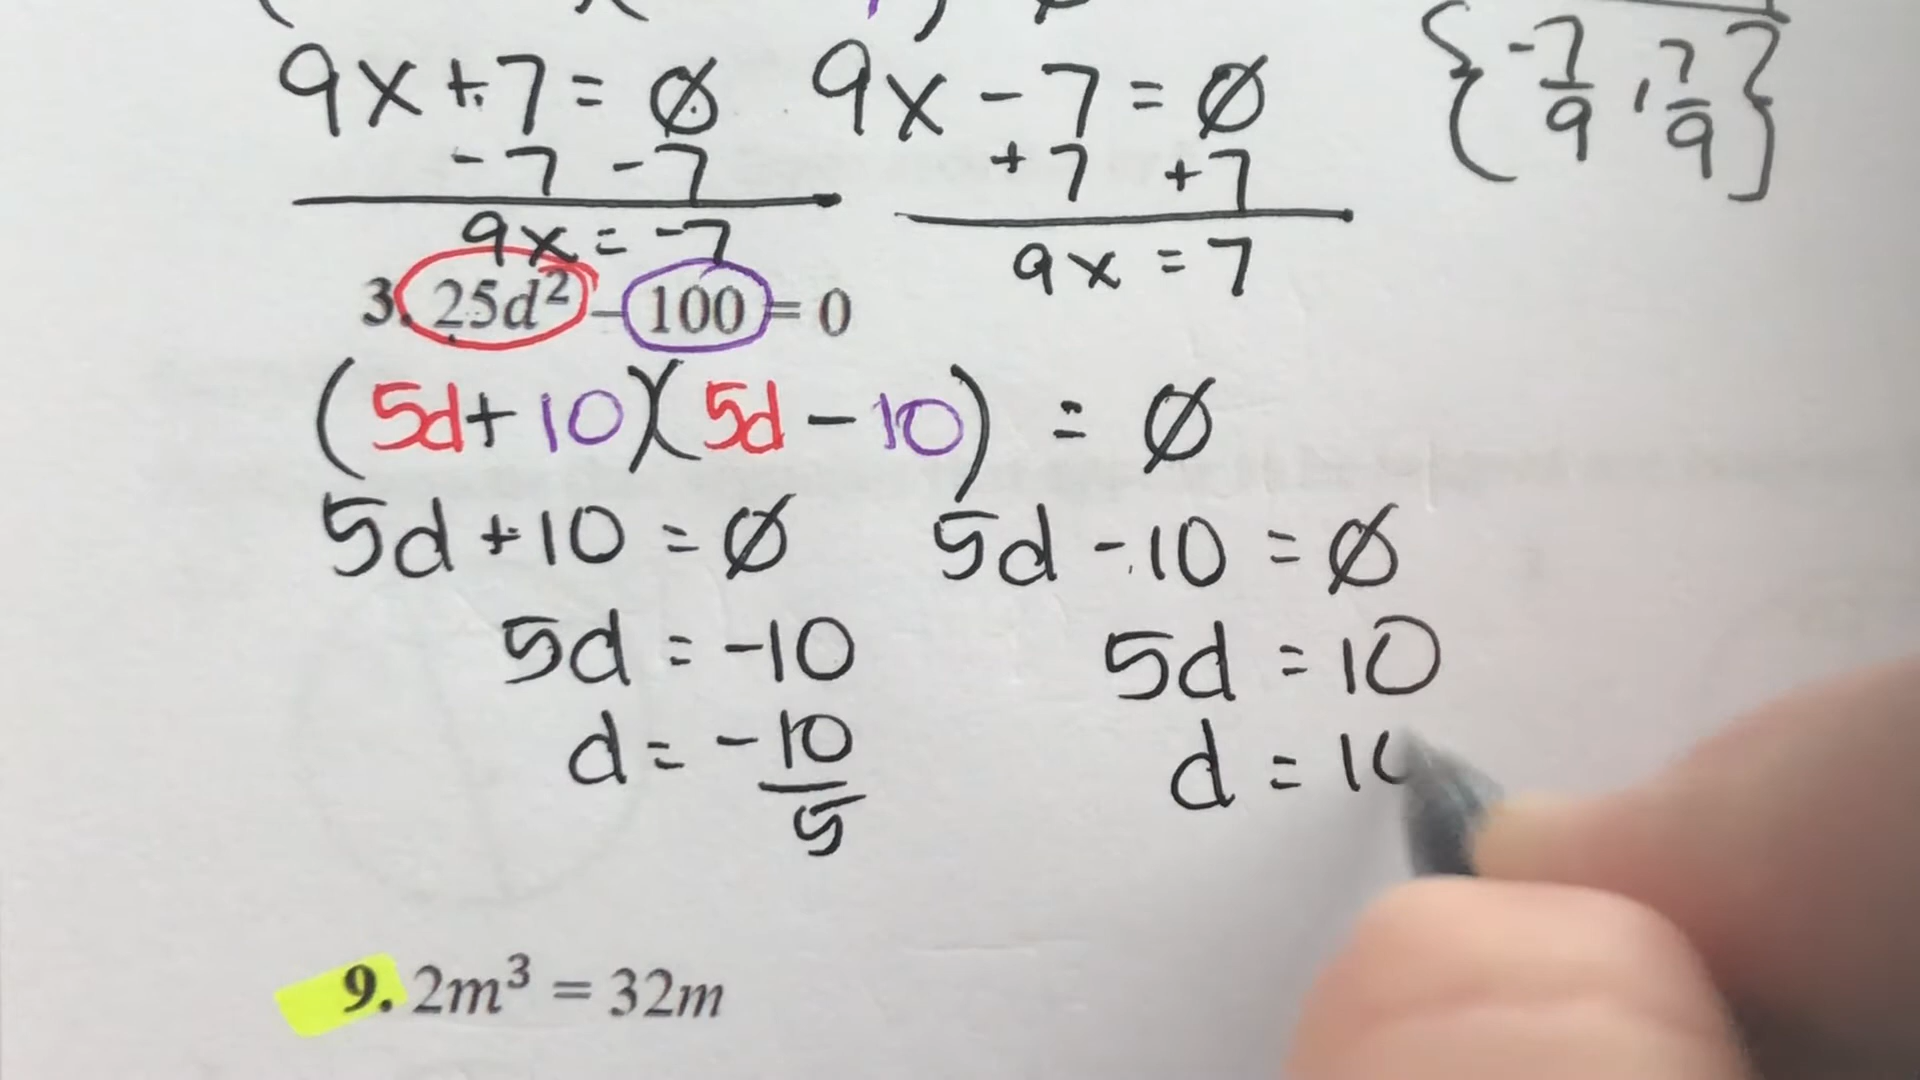 9x+7=∅ 9x-7=∅ {-7/9, 7/9}
-7 -7 +7 +7
9x=-7 9x=7
3. 25d² - 100 = 0
(5d+10)(5d-10) = ∅
5d+10=∅ 5d-10=∅
5d=-10 5d=10
d=-10/5 d=10
9. 2m³ = 32m